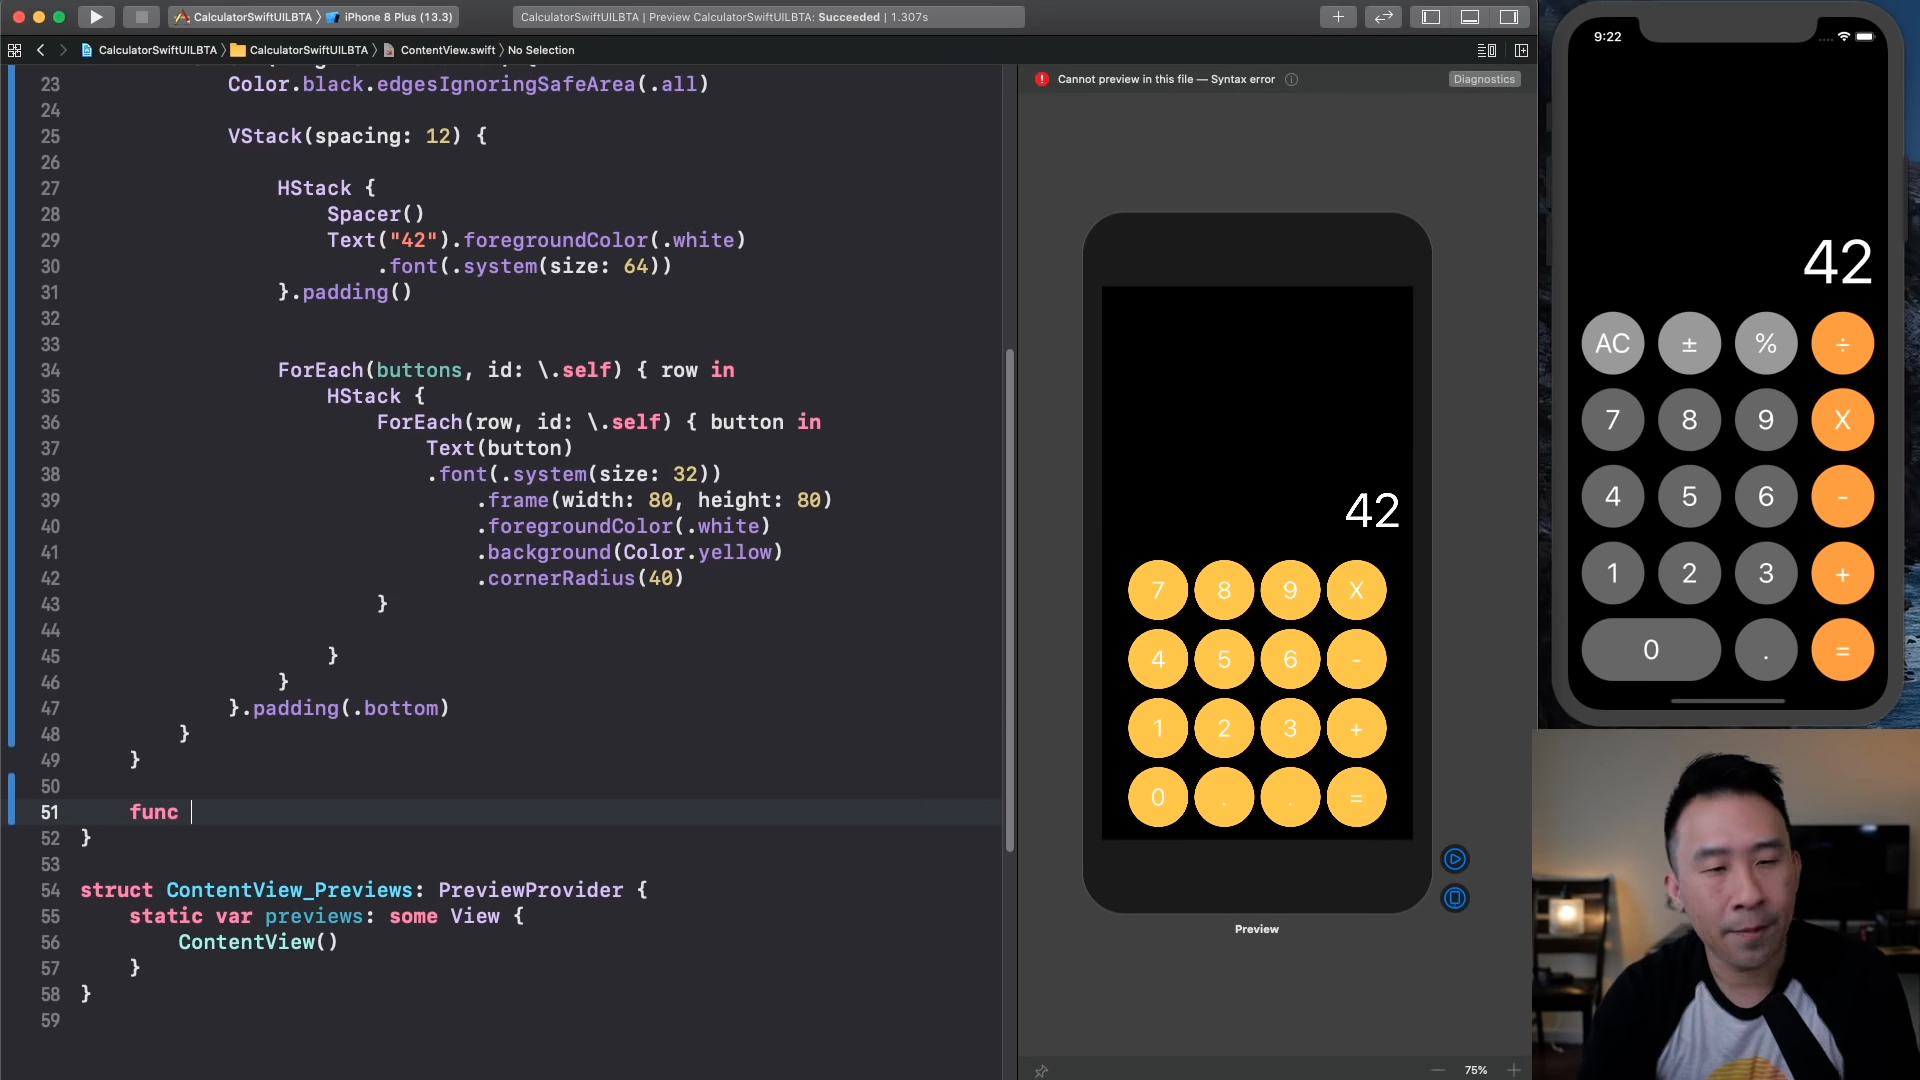 CalculatorSwiftUILBTA 〉 iPhone 8 Plus (13.3)
CalculatorSwiftUILBTA | Preview CalculatorSwiftUILBTA: Succeeded | 1.307s
CalculatorSwiftUILBTA 〉 CalculatorSwiftUILBTA 〉 ContentView.swift 〉 No Selection
23 Color.black.edgesIgnoringSafeArea(.all)
24
25 VStack(spacing: 12) {
26
27 HStack {
28 Spacer()
29 Text("42").foregroundColor(.white)
30 .font(.system(size: 64))
31 }.padding()
32
33
34 ForEach(buttons, id: \.self) { row in
35 HStack {
36 ForEach(row, id: \.self) { button in
37 Text(button)
38 .font(.system(size: 32))
39 .frame(width: 80, height: 80)
40 .foregroundColor(.white)
41 .background(Color.yellow)
42 .cornerRadius(40)
43 }
44
45 }
46 }
47 }.padding(.bottom)
48 }
49 }
50
51 func
52 }
53
54 struct ContentView_Previews: PreviewProvider {
55 static var previews: some View {
56 ContentView()
57 }
58 }
59
Cannot preview in this file — Syntax error
Diagnostics
42
7 8 9 X
4 5 6 -
1 2 3 +
0 . . =
Preview
75%
9:22
42
AC ± % ÷
7 8 9 X
4 5 6 -
1 2 3 +
0 . =